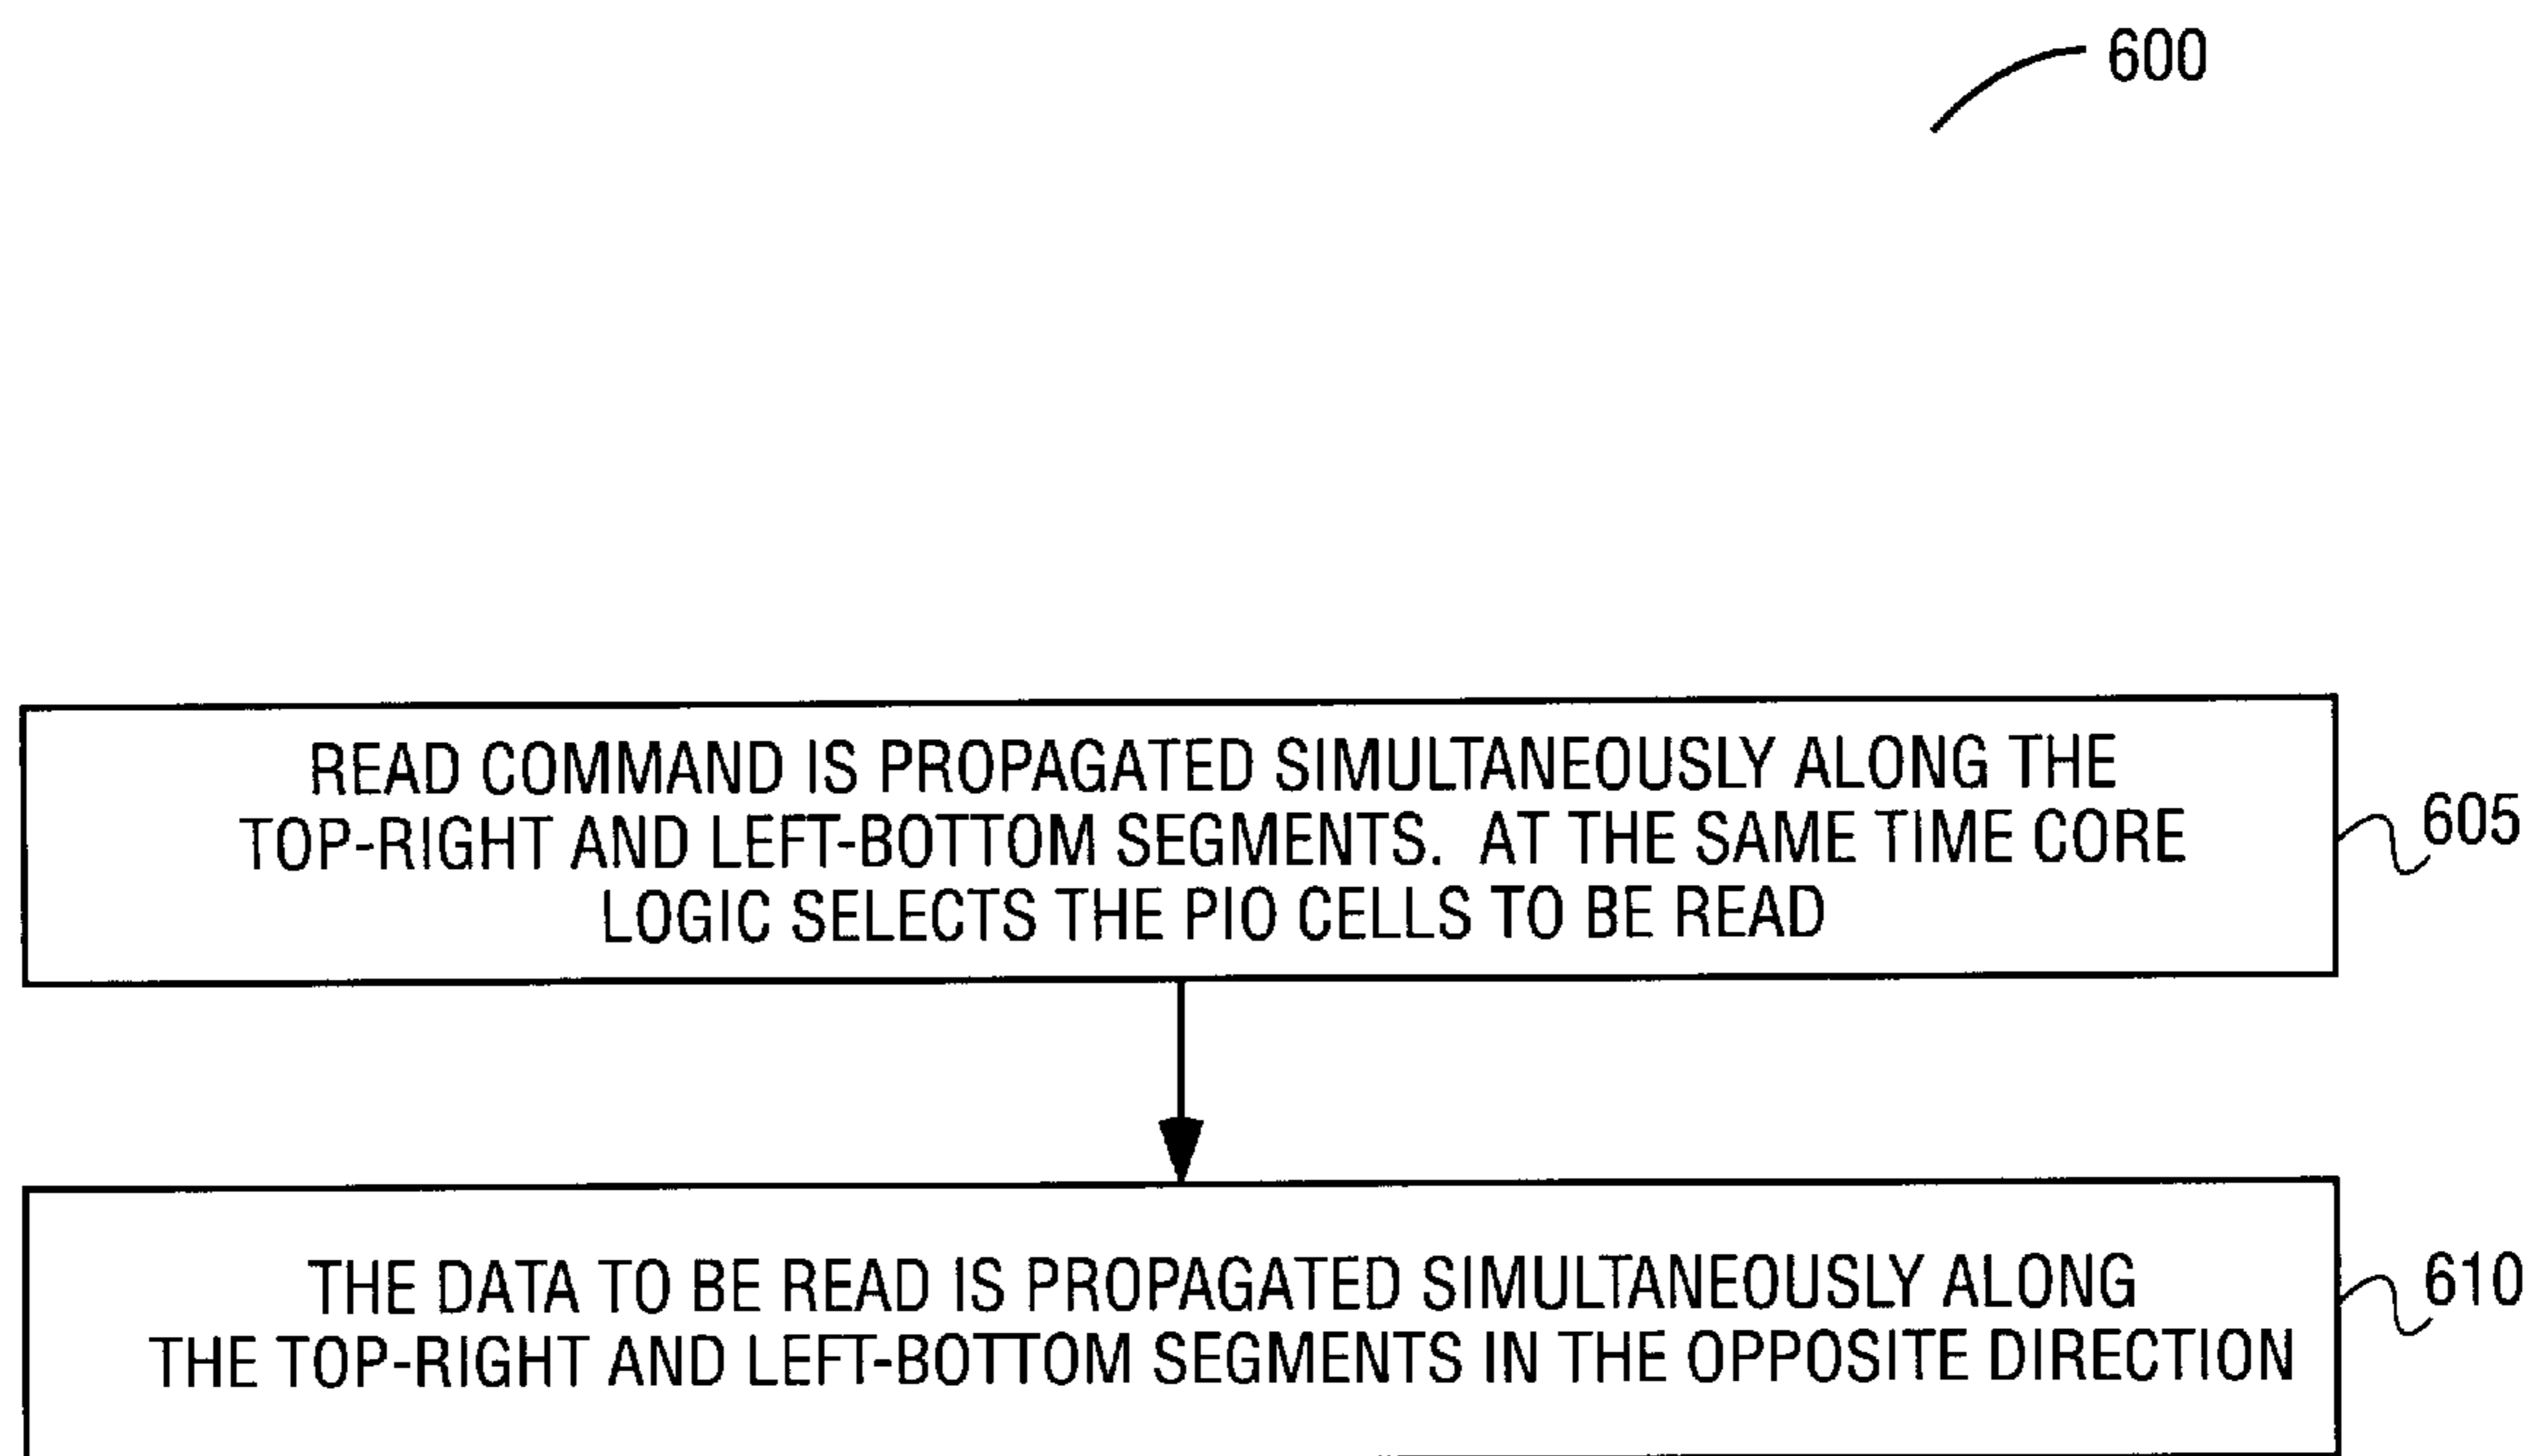 600
READ COMMAND IS PROPAGATED SIMULTANEOUSLY ALONG THE
TOP-RIGHT AND LEFT-BOTTOM SEGMENTS. AT THE SAME TIME CORE
LOGIC SELECTS THE PIO CELLS TO BE READ
605
THE DATA TO BE READ IS PROPAGATED SIMULTANEOUSLY ALONG
THE TOP-RIGHT AND LEFT-BOTTOM SEGMENTS IN THE OPPOSITE DIRECTION
610